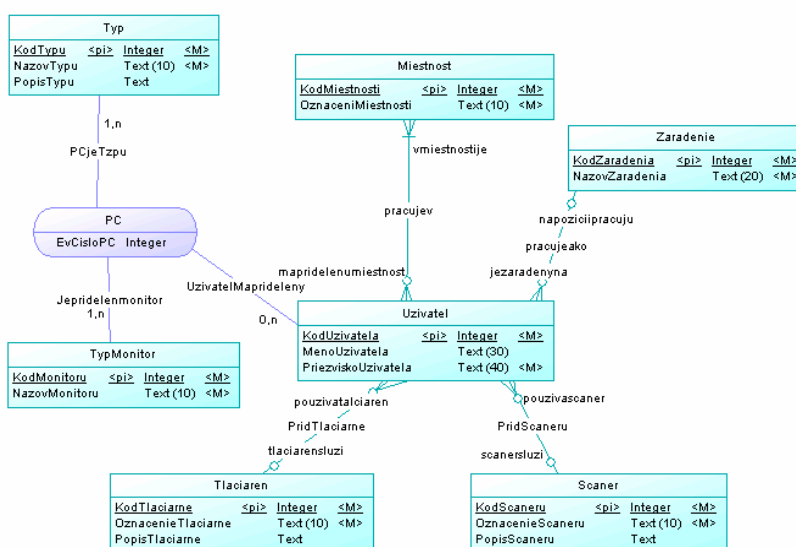 Typ
KodTypu <pi> Integer <M>
NazovTypu Text (10) <M>
PopisTypu Text
Miestnost
KodMiestnosti <pi> Integer <M>
OznaceniMiestnosti Text (10) <M>
1,n
vmiestnostije
Zaradenie
KodZaradenia <pi> Integer <M>
NazovZaradenia Text (20) <M>
PCjeTzpu
PC
EvCisloPC Integer
pracujev
napoziciipracuju
pracujeako
mapridelenumiestnost
jezaradenyna
UzivatelMaprideleny
Jepridelenmonitor
1,n
0,n
Uzivatel
KodUzivatela <pi> Integer <M>
MenoUzivatela Text (30)
PriezviskoUzivatela Text (40) <M>
TypMonitor
KodMonitoru <pi> Integer <M>
NazovMonitoru Text (10) <M>
pouzivatalciaren
pouzivascaner
PridTlaciarne
PridScaneru
tlaciarensluzi
scanersluzi
Tlaciaren
KodTlaciarne <pi> Integer <M>
OznacenieTlaciarne Text (10) <M>
PopisTlaciarne Text
Scaner
KodScaneru <pi> Integer <M>
OznacenieScaneru Text (10) <M>
PopisScaneru Text